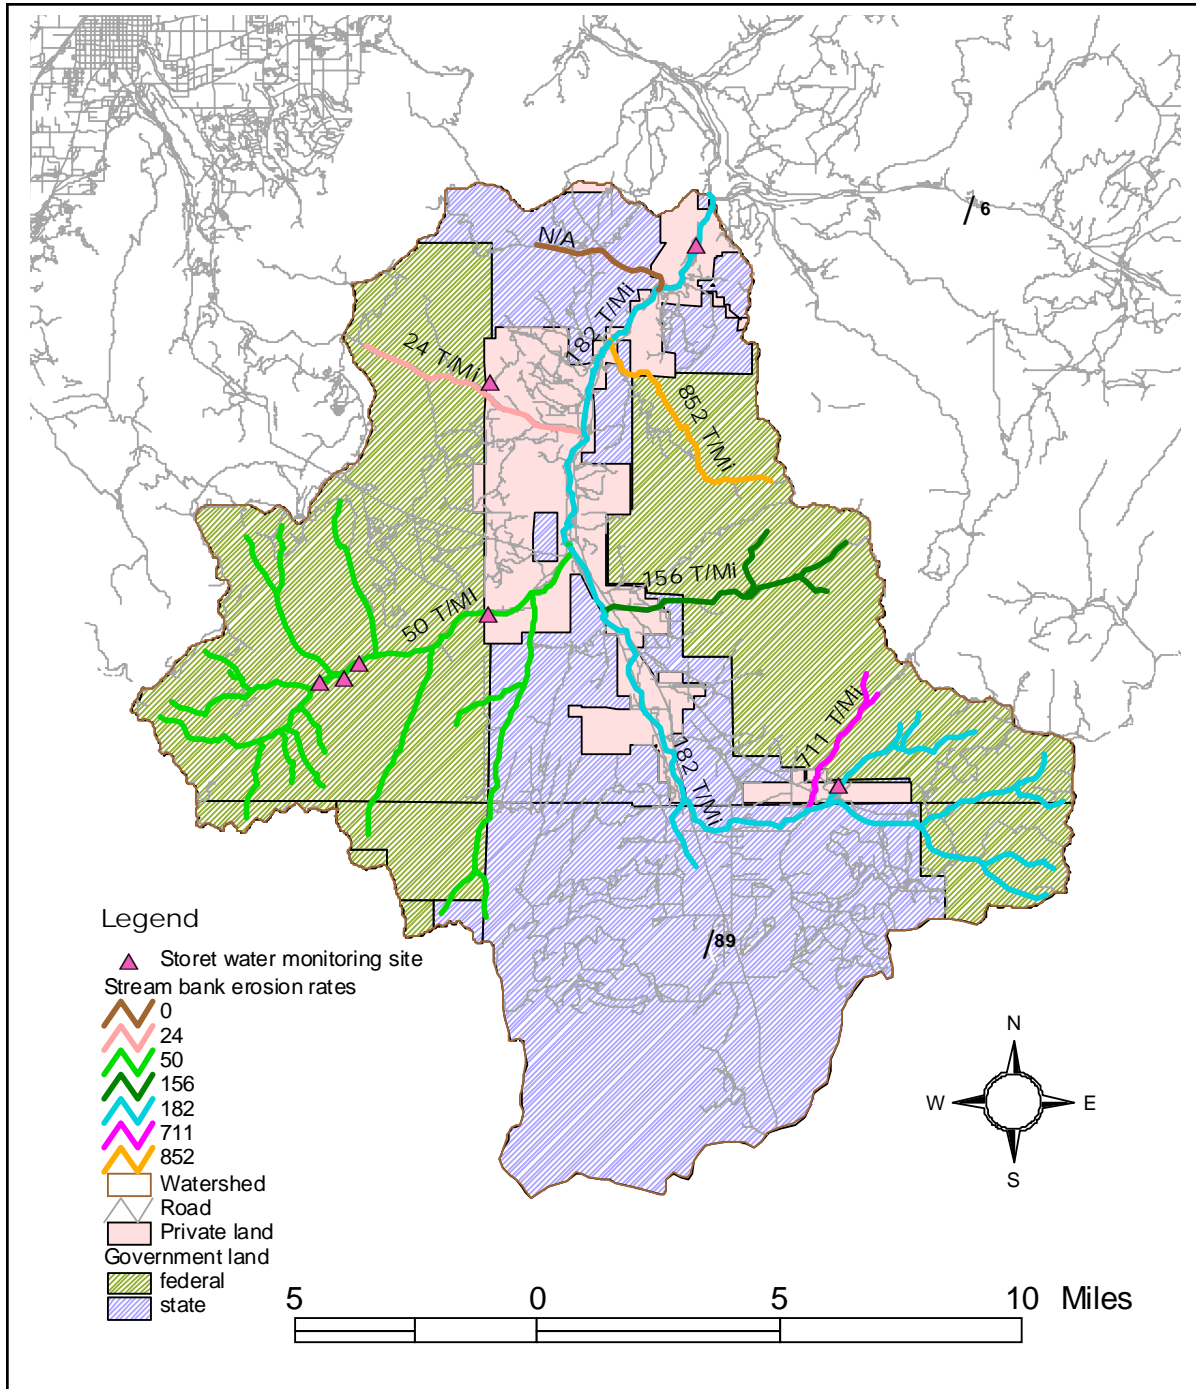 6
N/A
182 T/Mi
24 T/Mi
852 T/Mi
156 T/Mi
50 T/Mi
711 T/Mi
182 T/Mi
89
Legend
Storet water monitoring site
Stream bank erosion rates
0
24
50
156
182
711
852
Watershed
Road
Private land
Government land
federal
state
N
W E
S
5 0 5 10 Miles